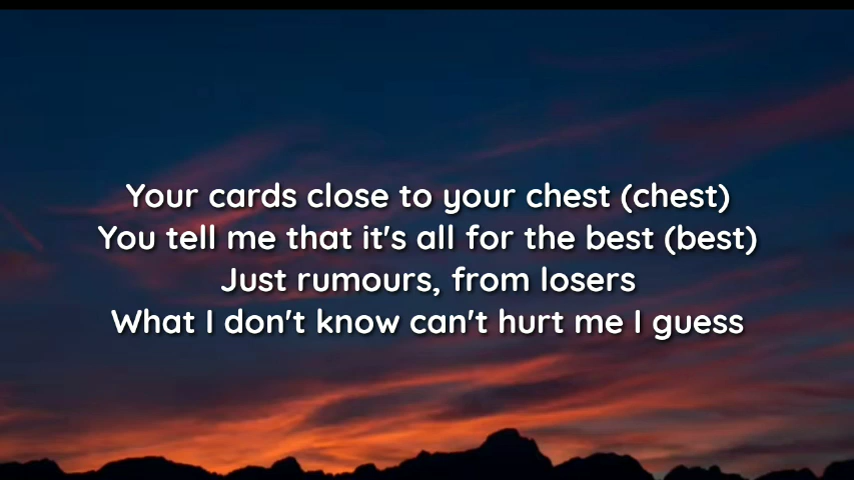 Your cards close to your chest (chest)
You tell me that it's all for the best (best)
Just rumours, from losers
What I don't know can't hurt me I guess